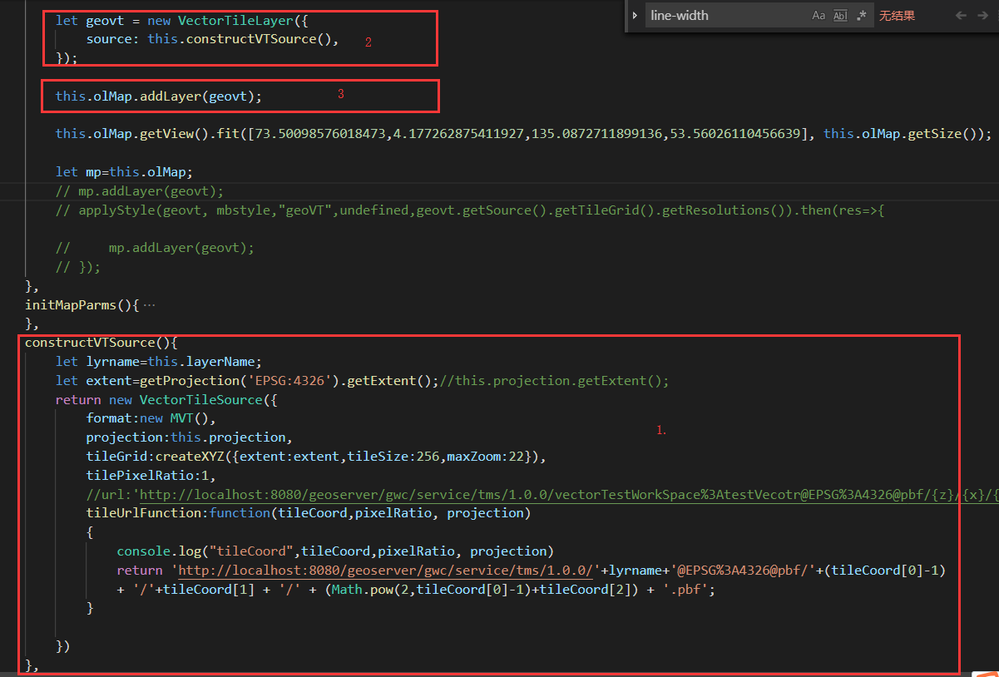 line-width
Aa Abl .* 无结果
let geovt = new VectorTileLayer({
source: this.constructVTSource(),
2
});
this.olMap.addLayer(geovt);
3
this.olMap.getView().fit([73.50098576018473,4.177262875411927,135.0872711899136,53.56026110456639], this.olMap.getSize());
let mp=this.olMap;
// mp.addLayer(geovt);
// applyStyle(geovt, mbstyle,"geoVT",undefined,geovt.getSource().getTileGrid().getResolutions()).then(res=>{
// mp.addLayer(geovt);
// });
},
initMapParms(){ ···
},
constructVTSource(){
let lyrname=this.layerName;
let extent=getProjection('EPSG:4326').getExtent();//this.projection.getExtent();
return new VectorTileSource({
format:new MVT(),
projection:this.projection,
1.
tileGrid:createXYZ({extent:extent,tileSize:256,maxZoom:22}),
tilePixelRatio:1,
//url:'http://localhost:8080/geoserver/gwc/service/tms/1.0.0/vectorTestWorkSpace%3AtestVecotr@EPSG%3A4326@pbf/{z}/{x}/{
tileUrlFunction:function(tileCoord,pixelRatio, projection)
{
console.log("tileCoord",tileCoord,pixelRatio, projection)
return 'http://localhost:8080/geoserver/gwc/service/tms/1.0.0/'+lyrname+'@EPSG%3A4326@pbf/'+(tileCoord[0]-1)
+ '/'+tileCoord[1] + '/' + (Math.pow(2,tileCoord[0]-1)+tileCoord[2]) + '.pbf';
}
})
},